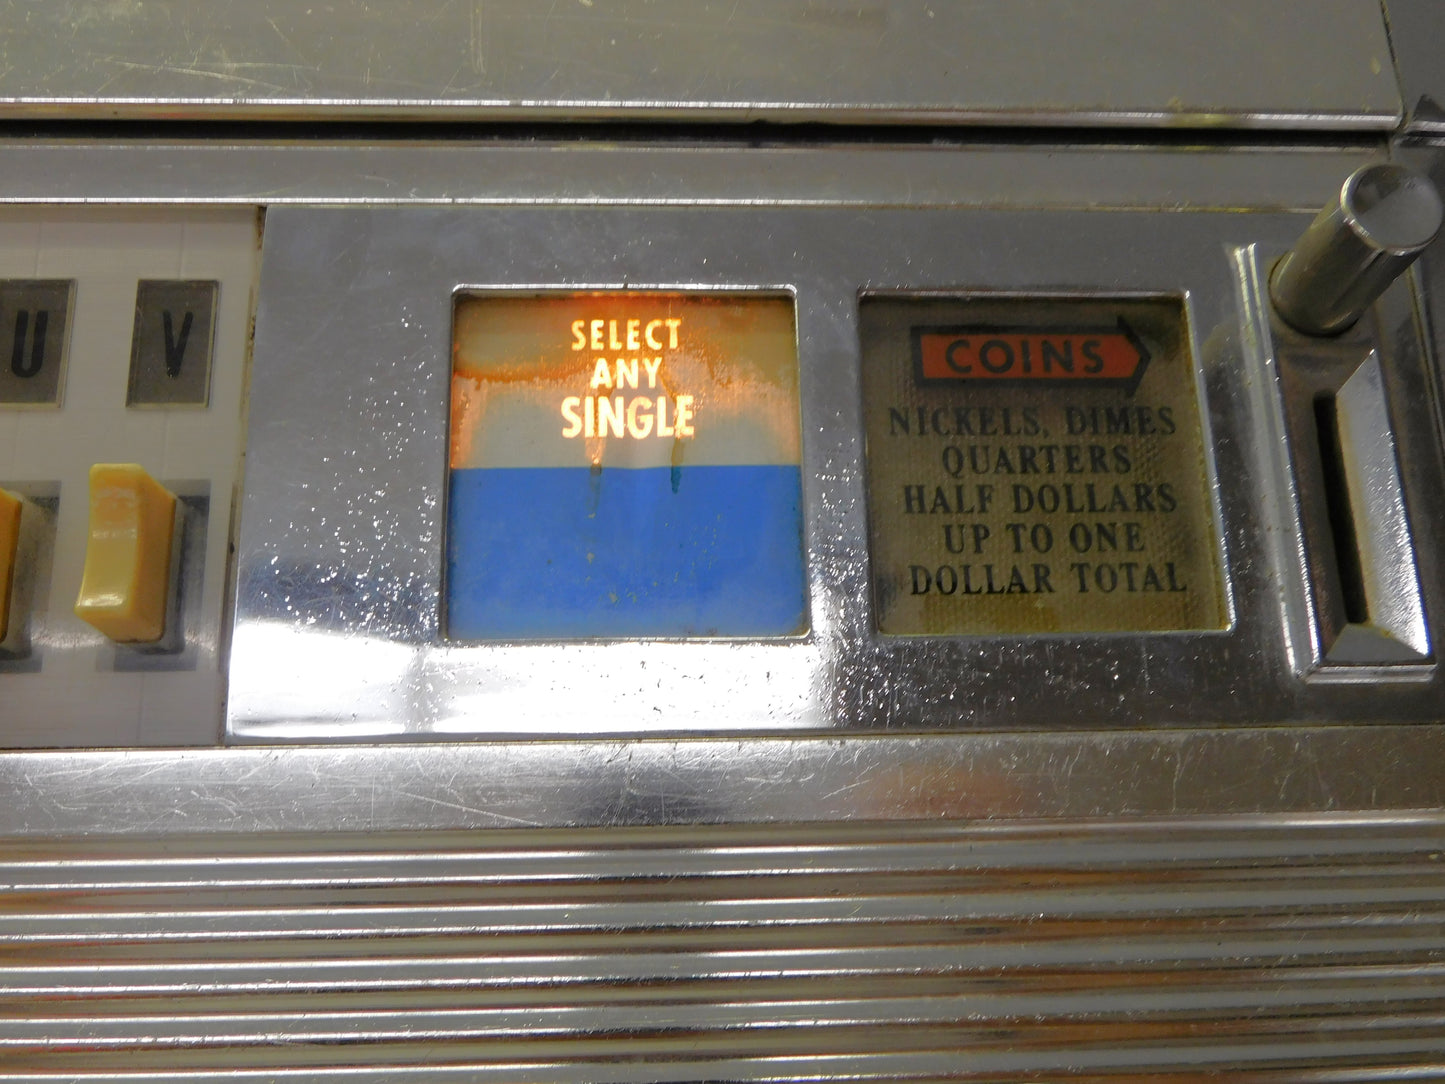 U V
SELECT
ANY
SINGLE
COINS
NICKELS, DIMES
QUARTERS
HALF DOLLARS
UP TO ONE
DOLLAR TOTAL